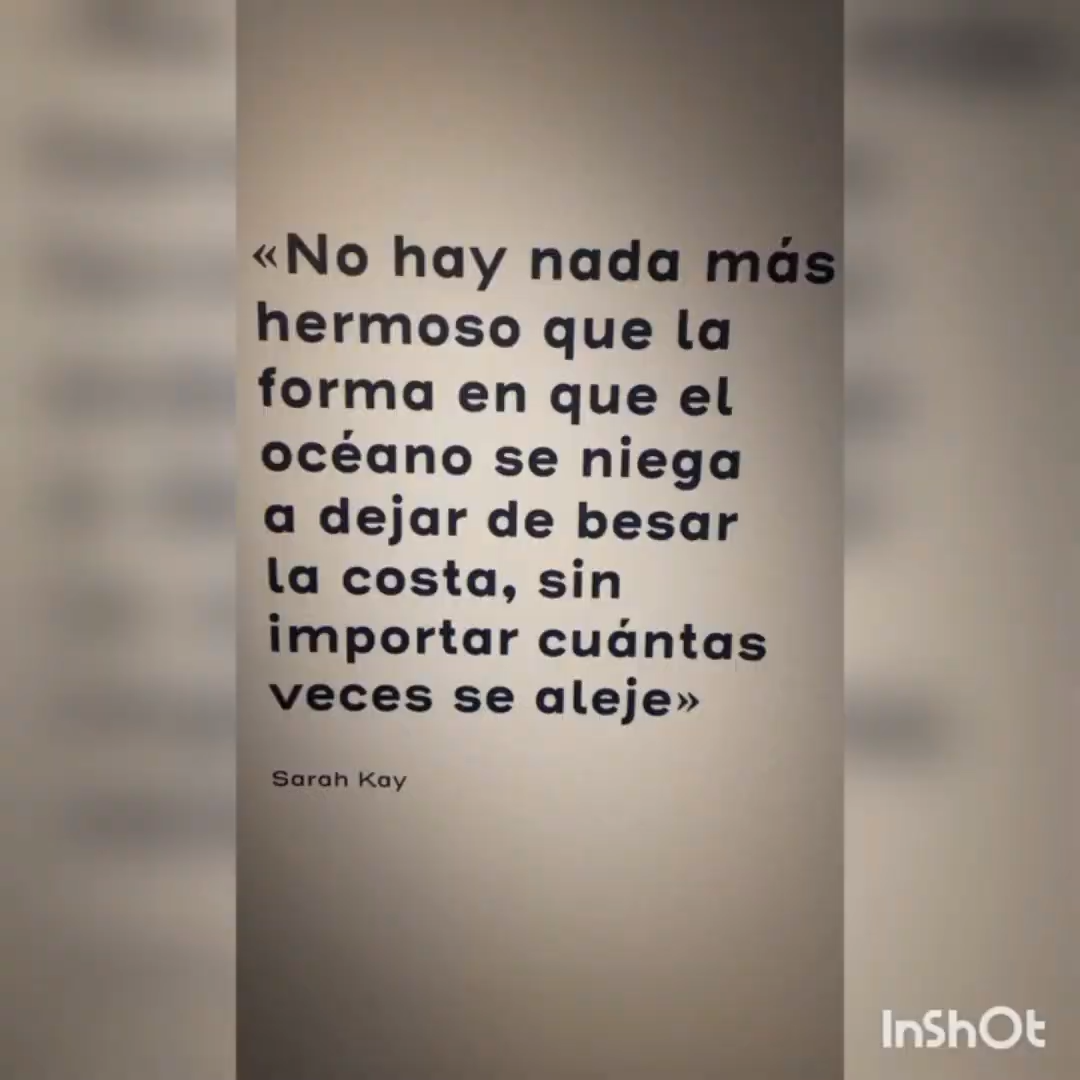 «No hay nada más
hermoso que la
forma en que el
océano se niega
a dejar de besar
la costa, sin
importar cuántas
veces se aleje»
Sarah Kay
InShOt